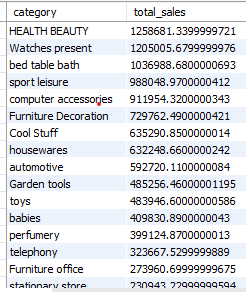 category total_sales
HEALTH BEAUTY 1258681.3399999721
Watches present 1205005.6799999976
bed table bath 1036988.6800000693
sport leisure 988048.9700000412
computer accessories 911954.3200000343
Furniture Decoration 729762.4900000421
Cool Stuff 635290.8500000014
housewares 632248.6600000242
automotive 592720.1100000084
Garden tools 485256.4600001195
toys 483946.60000000586
babies 409830.8900000043
perfumery 399124.8700000013
telephony 323667.5299999889
Furniture office 273960.69999999675
stationary store 230943.22999999594